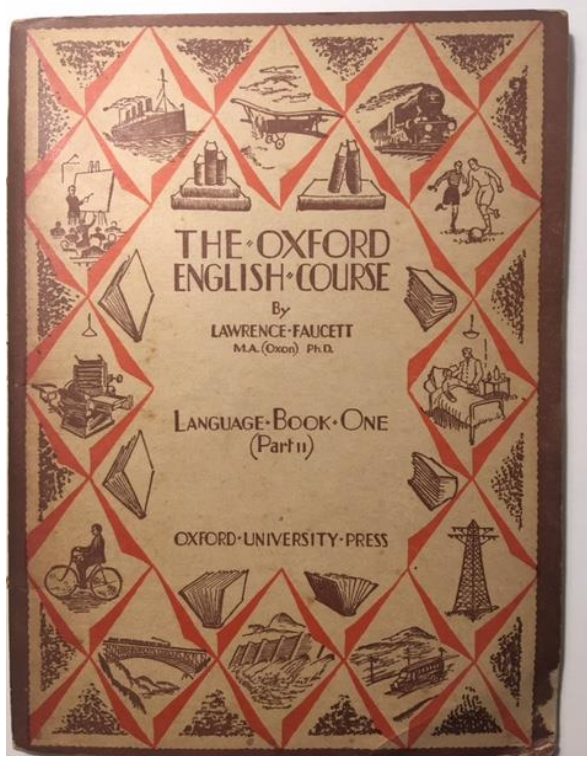 THE·OXFORD
ENGLISH·COURSE
By
LAWRENCE·FAUCETT
M.A. (Oxon) Ph.D.
LANGUAGE·BOOK·ONE
(Part II)
OXFORD·UNIVERSITY·PRESS